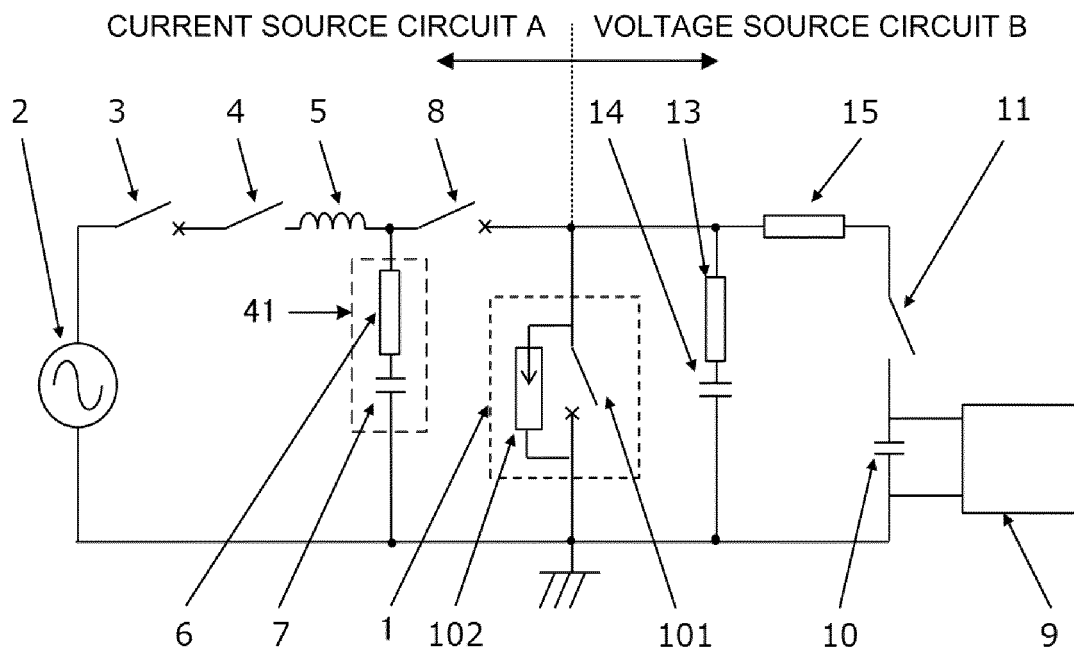 CURRENT SOURCE CIRCUIT A VOLTAGE SOURCE CIRCUIT B
2 3 4 5 8 14 13 15 11
41
6 7 1 102 101 10 9